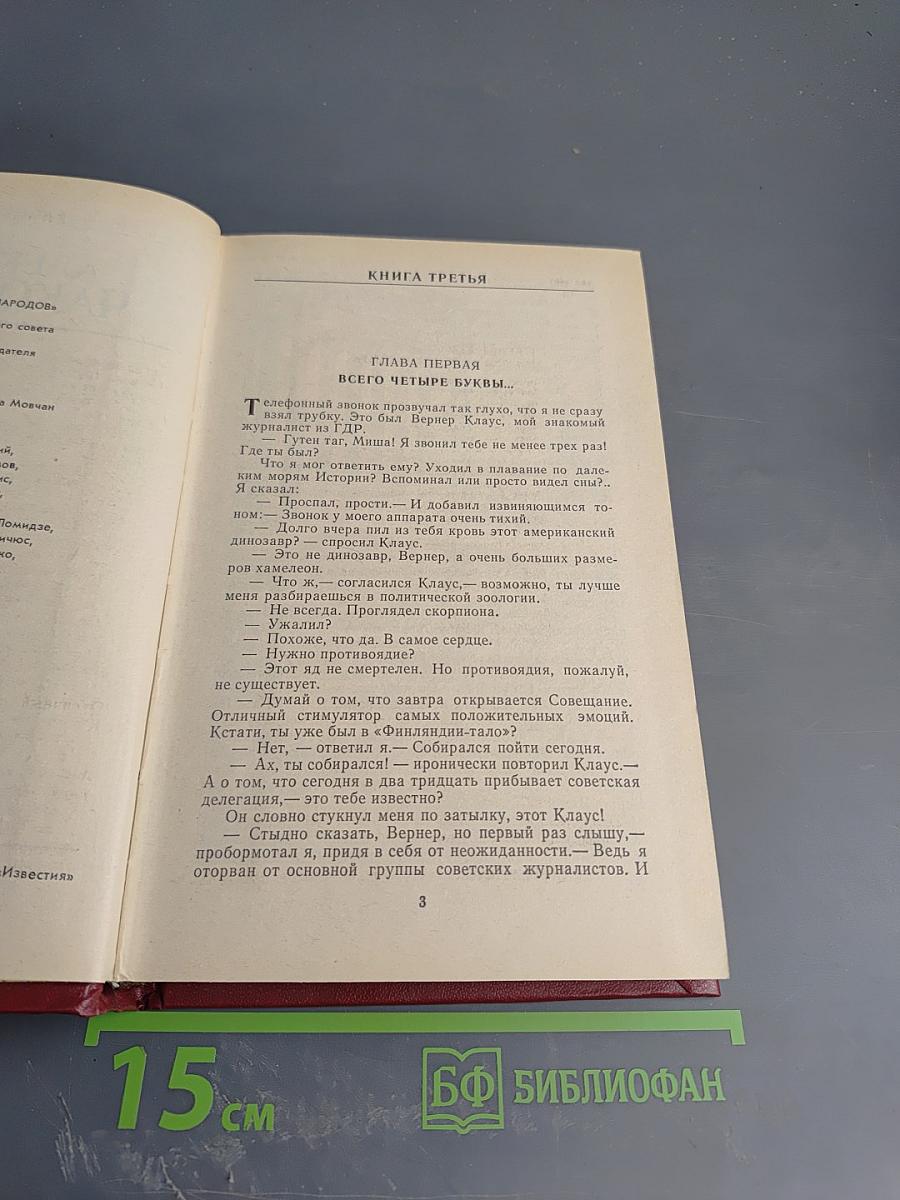 НАРОДОВ»
го совета
дателя
а Мовчан
ий,
ов,
ис,
Ломидзе,
ичюс,
ко,
«Известия»
КНИГА ТРЕТЬЯ
ГЛАВА ПЕРВАЯ
ВСЕГО ЧЕТЫРЕ БУКВЫ...
Телефонный звонок прозвучал так глухо, что я не сразу
взял трубку. Это был Вернер Клаус, мой знакомый
журналист из ГДР.
— Гутен таг, Миша! Я звонил тебе не менее трех раз!
Где ты был?
Что я мог ответить ему? Уходил в плавание по дале-
ким морям Истории? Вспоминал или просто видел сны?..
Я сказал:
— Проспал, прости.— И добавил извиняющимся то-
ном:— Звонок у моего аппарата очень тихий.
— Долго вчера пил из тебя кровь этот американский
динозавр? — спросил Клаус.
— Это не динозавр, Вернер, а очень больших разме-
ров хамелеон.
— Что ж,— согласился Клаус,— возможно, ты лучше
меня разбираешься в политической зоологии.
— Не всегда. Проглядел скорпиона.
— Ужалил?
— Похоже, что да. В самое сердце.
— Нужно противоядие?
— Этот яд не смертелен. Но противоядия, пожалуй,
не существует.
— Думай о том, что завтра открывается Совещание.
Отличный стимулятор самых положительных эмоций.
Кстати, ты уже был в «Финляндии-тало»?
— Нет, — ответил я.— Собирался пойти сегодня.
— Ах, ты собирался! — иронически повторил Клаус.—
А о том, что сегодня в два тридцать прибывает советская
делегация,— это тебе известно?
Он словно стукнул меня по затылку, этот Клаус!
— Стыдно сказать, Вернер, но первый раз слышу,—
пробормотал я, придя в себя от неожиданности.— Ведь я
оторван от основной группы советских журналистов. И
3
15 см
БФ БИБЛИОФАН